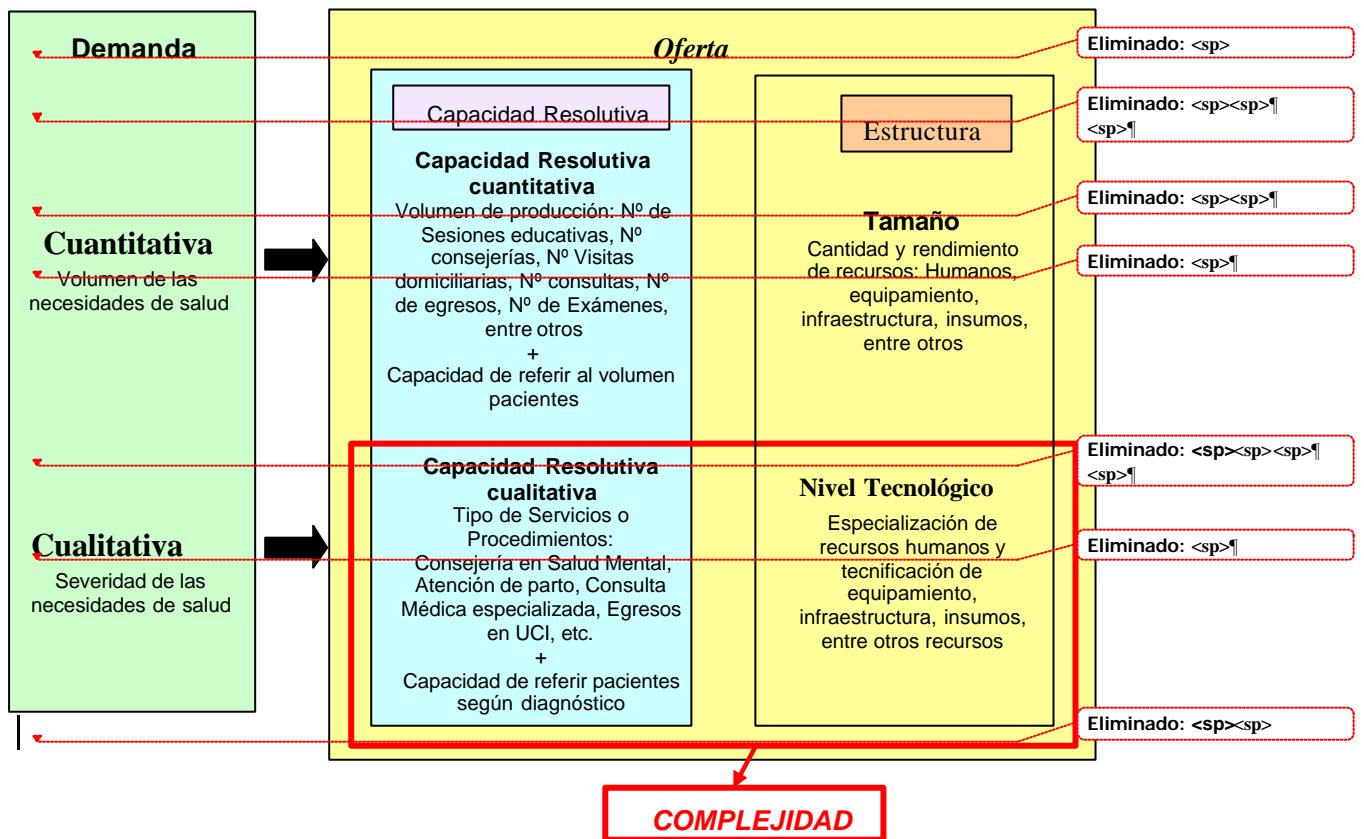 Demanda
Cuantitativa
Volumen de las
necesidades de salud
Cualitativa
Severidad de las
necesidades de salud
Oferta
Capacidad Resolutiva
Capacidad Resolutiva
cuantitativa
Volumen de producción: Nº de
Sesiones educativas, Nº
consejerías, Nº Visitas
domiciliarias, Nº consultas, Nº
de egresos, Nº de Exámenes,
entre otros
+
Capacidad de referir al volumen
pacientes
Capacidad Resolutiva
cualitativa
Tipo de Servicios o
Procedimientos:
Consejería en Salud Mental,
Atención de parto, Consulta
Médica especializada, Egresos
en UCI, etc.
+
Capacidad de referir pacientes
según diagnóstico
Estructura
Tamaño
Cantidad y rendimiento
de recursos: Humanos,
equipamiento,
infraestructura, insumos,
entre otros
Nivel Tecnológico
Especialización de
recursos humanos y
tecnificación de
equipamiento,
infraestructura, insumos,
entre otros recursos
COMPLEJIDAD
Eliminado: <sp>
Eliminado: <sp><sp>¶
<sp>¶
Eliminado: <sp><sp>¶
Eliminado: <sp>¶
Eliminado: <sp><sp><sp>¶
<sp>¶
Eliminado: <sp>¶
Eliminado: <sp><sp>